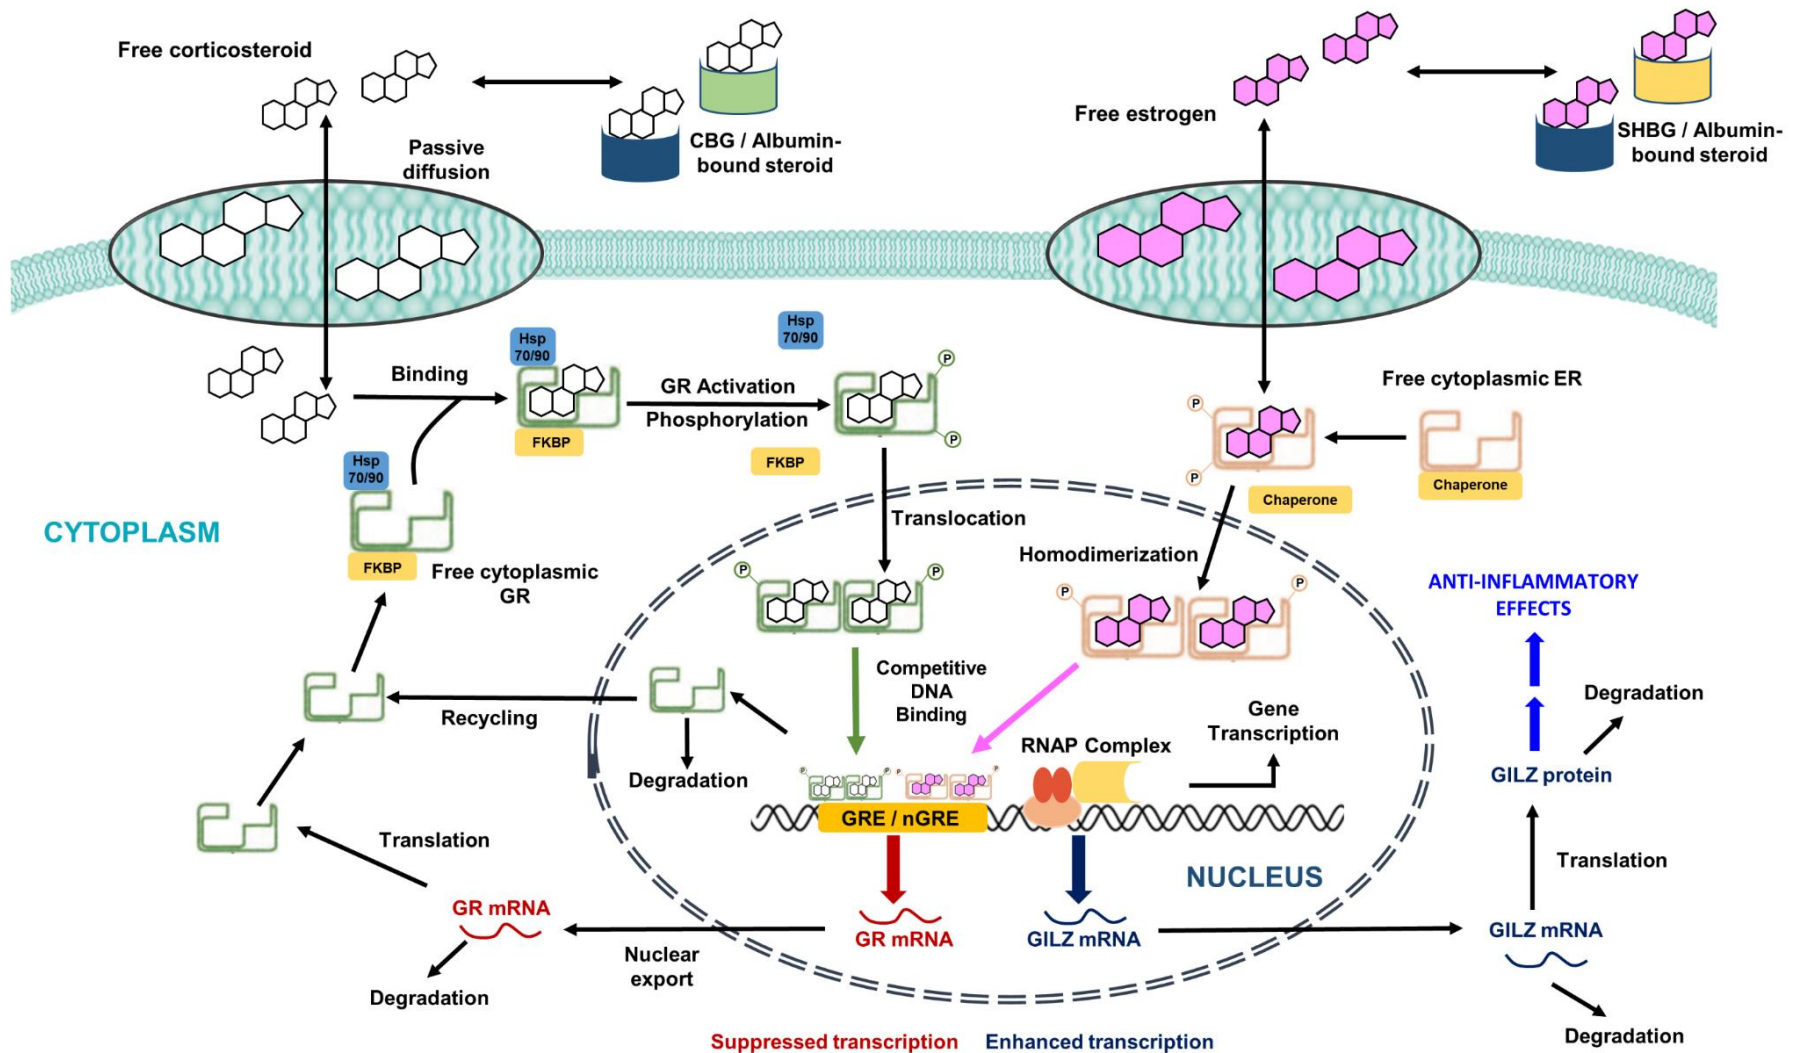 Free corticosteroid
Passive
diffusion
CBG / Albumin-
bound steroid
Free estrogen
SHBG / Albumin-
bound steroid
Hsp
70/90
FKBP
Binding
Hsp
70/90
FKBP
GR Activation
Phosphorylation
Hsp
70/90
FKBP
P
P
Free cytoplasmic
GR
CYTOPLASM
Free cytoplasmic ER
Chaperone
P
P
Chaperone
Translocation
Homodimerization
P
P
P
P
Competitive
DNA
Binding
Recycling
Degradation
P
P
P
P
GRE / nGRE
RNAP Complex
Gene
Transcription
NUCLEUS
GR mRNA
GILZ mRNA
Nuclear
export
GR mRNA
Degradation
Translation
GILZ mRNA
Degradation
Translation
GILZ protein
Degradation
ANTI-INFLAMMATORY
EFFECTS
Suppressed transcription
Enhanced transcription